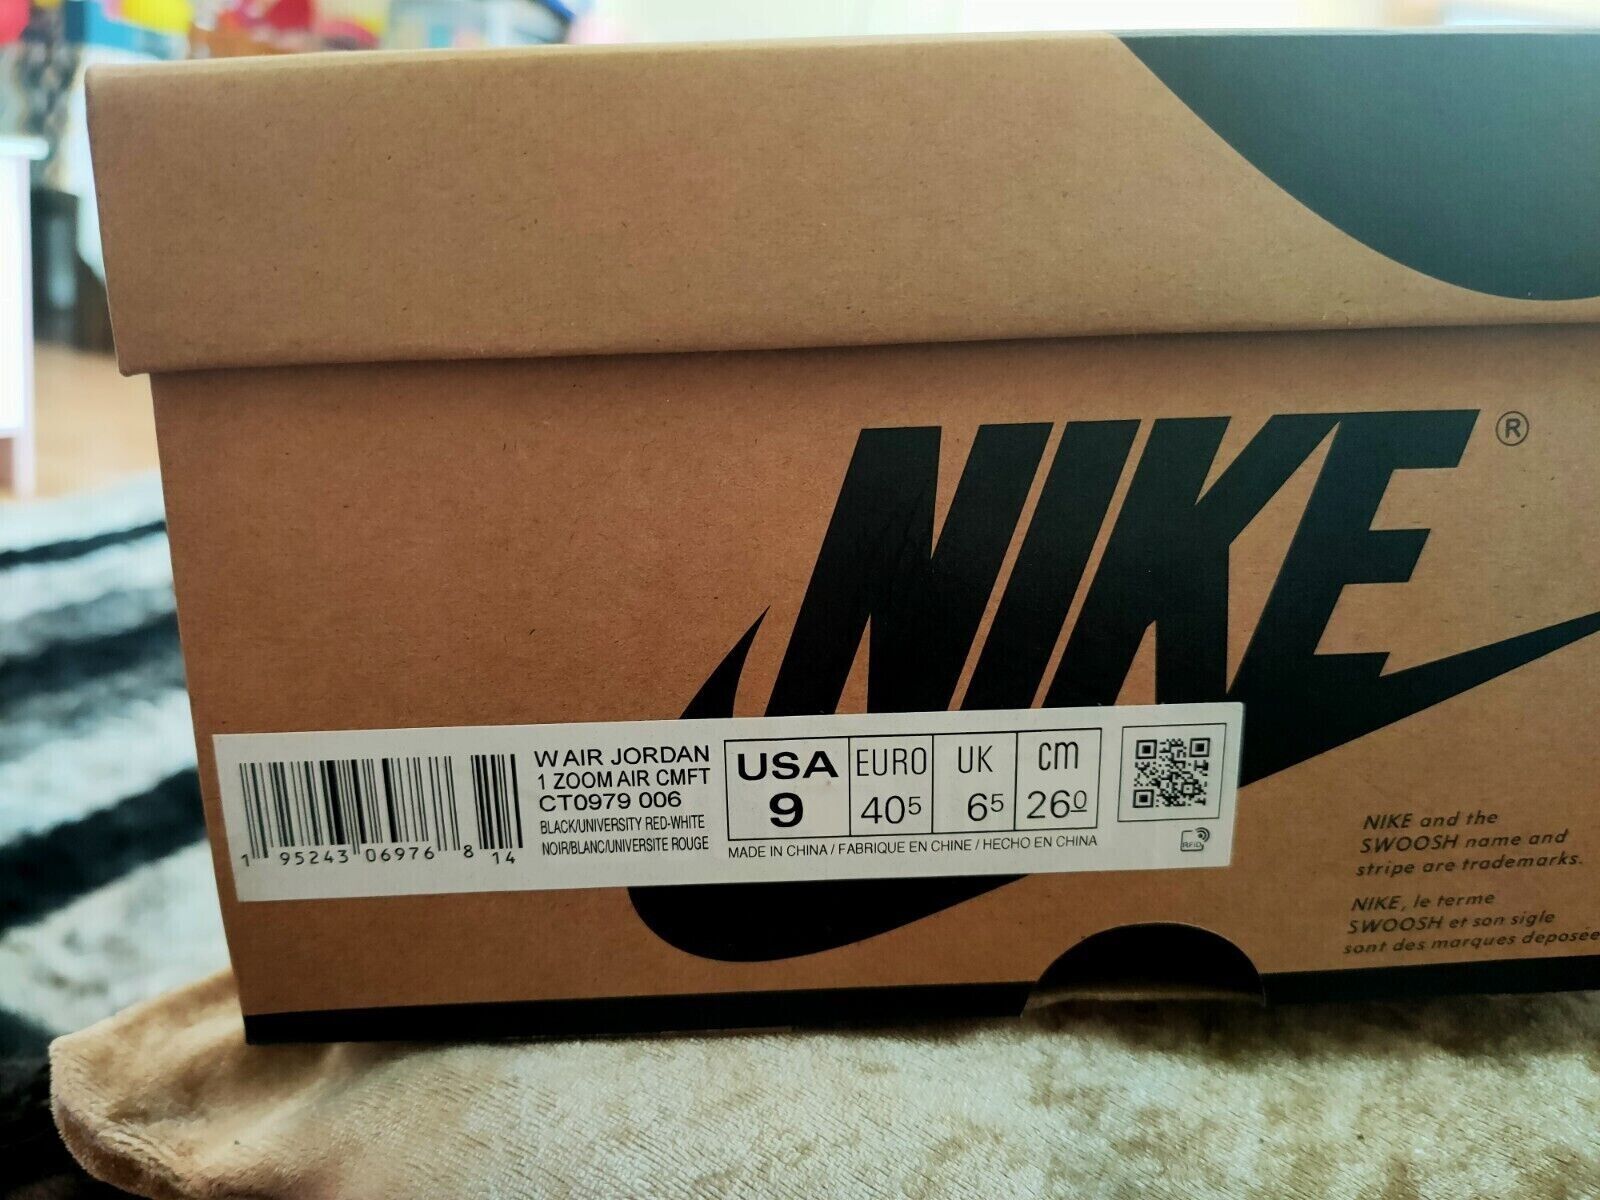 NIKE ®
W AIR JORDAN
1 ZOOM AIR CMFT
CT0979 006
BLACK/UNIVERSITY RED-WHITE
NOIR/BLANC/UNIVERSITE ROUGE
1 95243 06976 8 14
USA EURO UK CM
9 405 65 260
MADE IN CHINA / FABRIQUE EN CHINE / HECHO EN CHINA
RFID
NIKE and the
SWOOSH name and
stripe are trademarks.
NIKE, le terme
SWOOSH et son sigle
sont des marques deposée